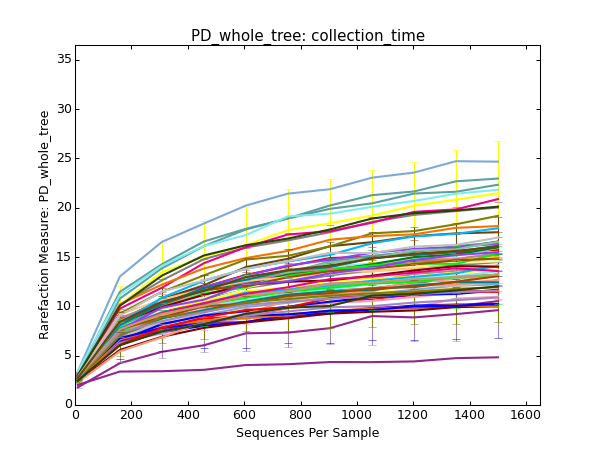 PD_whole_tree: collection_time
35
30
25
20
15
10
5
0
Rarefaction Measure: PD_whole_tree
0 200 400 600 800 1000 1200 1400 1600
Sequences Per Sample